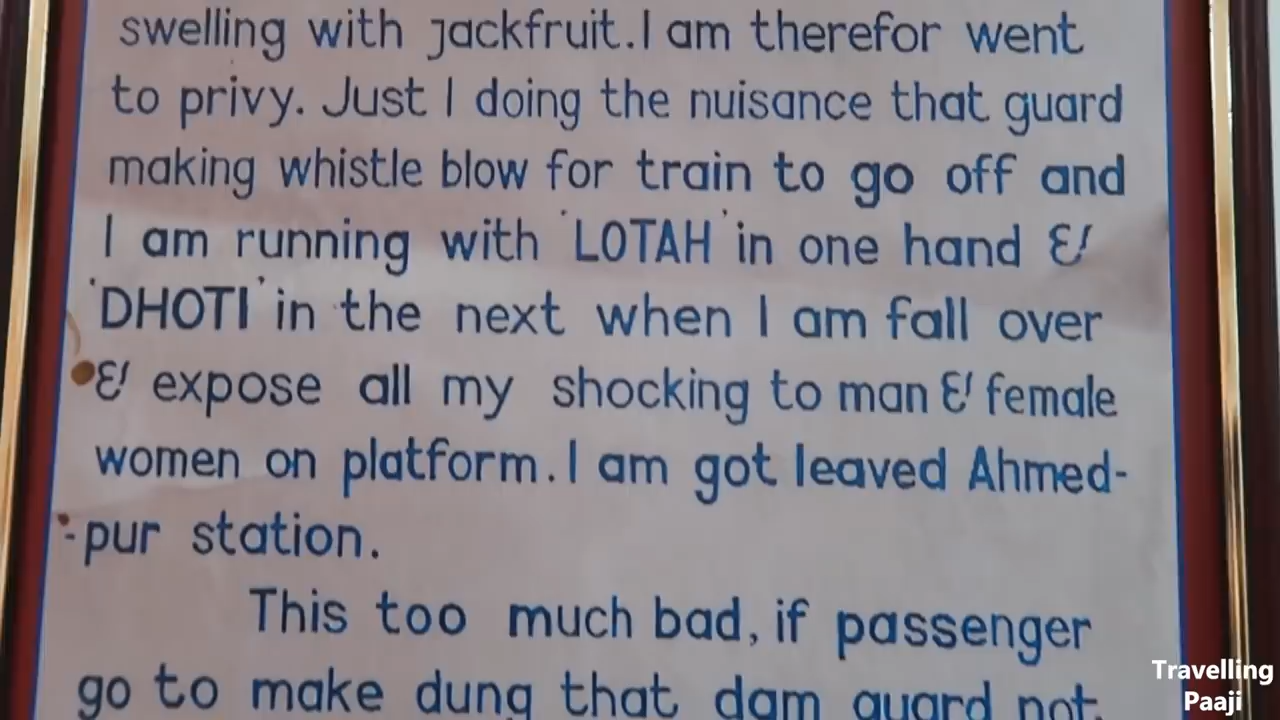 swelling with jackfruit. I am therefor went
to privy. Just I doing the nuisance that guard
making whistle blow for train to go off and
I am running with 'LOTAH' in one hand &
'DHOTI' in the next when I am fall over
& expose all my shocking to man & female
women on platform. I am got leaved Ahmed-
-pur station.
This too much bad, if passenger
go to make dung that dam guard not
Travelling
Paaji